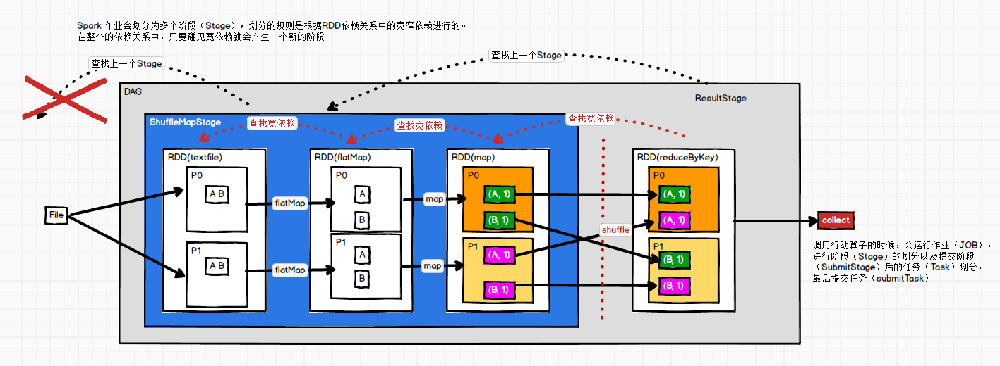 Spark 作业会划分为多个阶段（Stage），划分的规则是根据RDD依赖关系中的宽窄依赖进行的。
在整个的依赖关系中，只要碰见宽依赖就会产生一个新的阶段
查找上一个Stage
查找上一个Stage
DAG
ResultStage
ShuffleMapStage
查找宽依赖
查找宽依赖
查找宽依赖
RDD(textfile)
RDD(flatMap)
RDD(map)
RDD(reduceByKey)
P0
P0
P0
P0
A B
A
(A, 1)
(A, 1)
flatMap
map
File
B
(B, 1)
(A, 1)
shuffle
collect
P1
P1
P1
P1
A B
A
(A, 1)
(B, 1)
flatMap
map
B
(B, 1)
(B, 1)
调用行动算子的时候，会运行作业（JOB），
进行阶段（Stage）的划分以及提交阶段
（SubmitStage）后的任务（Task）划分，
最后提交任务（submitTask）